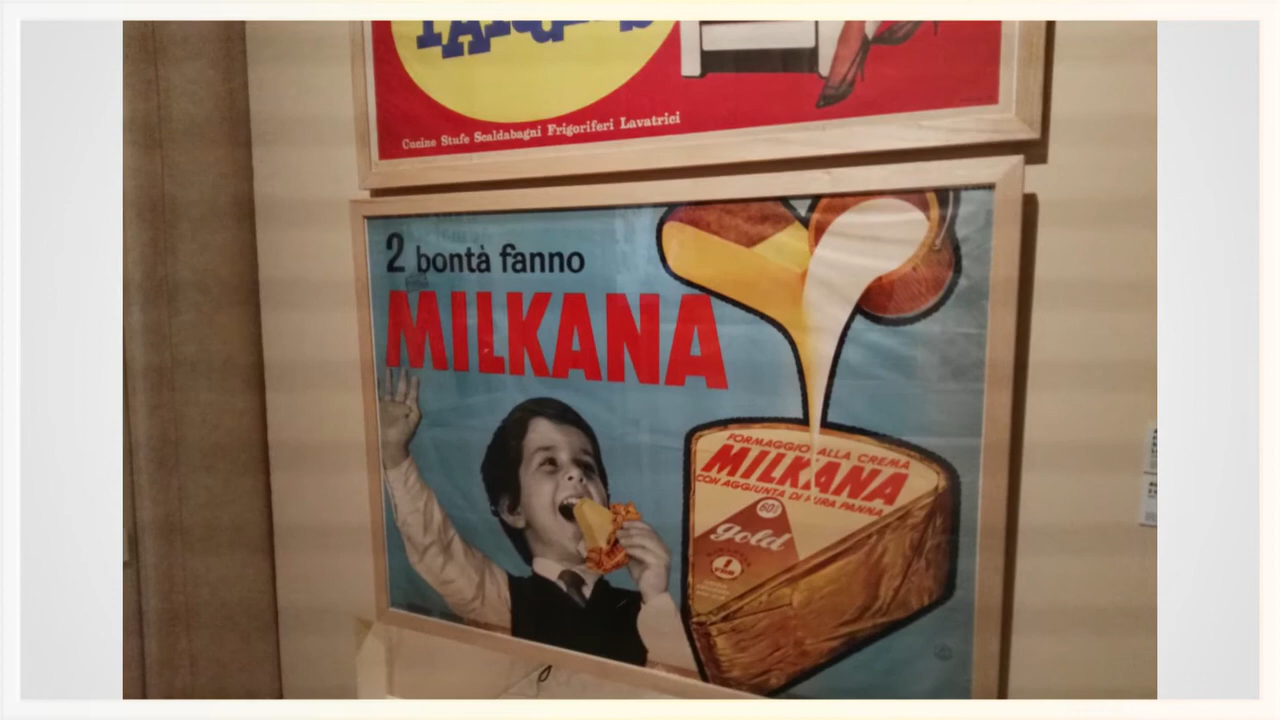 Cucine Stufe Scaldabagni Frigoriferi Lavatrici
2 bontà fanno
MILKANA
FORMAGGIO ALLA CREMA
MILKANA
CON AGGIUNTA DI PURA PANNA
gold